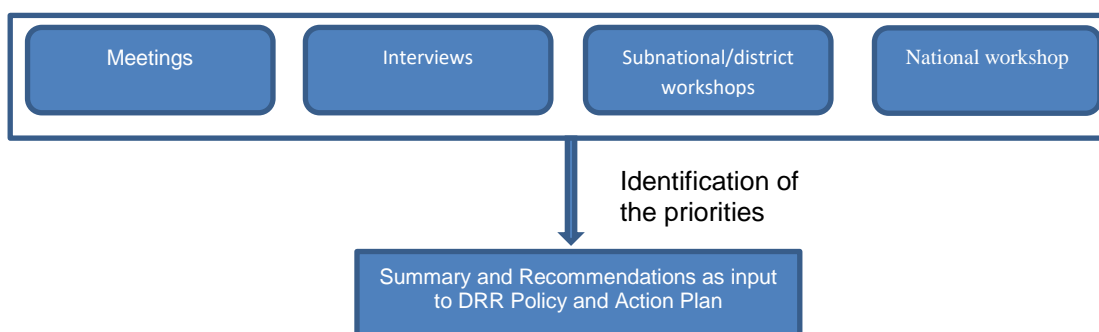 Meetings
Interviews
Subnational/district
workshops
National workshop
Identification of
the priorities
Summary and Recommendations as input
to DRR Policy and Action Plan